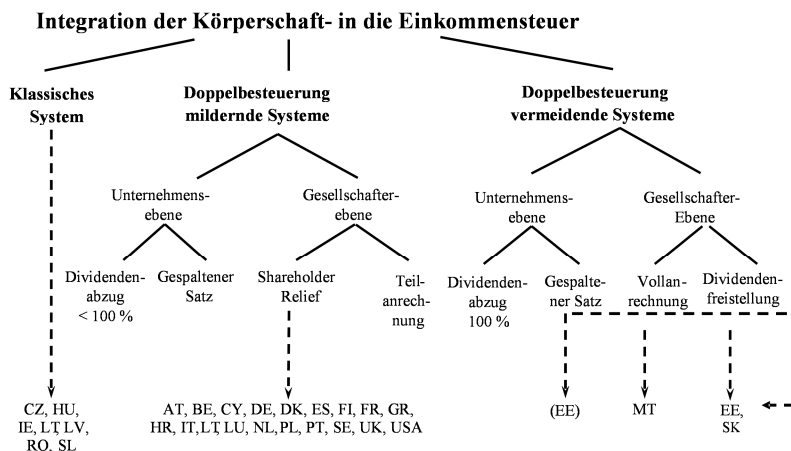 Integration der Körperschaft- in die Einkommensteuer
Klassisches
System
Doppelbesteuerung
mildernde Systeme
Doppelbesteuerung
vermeidende Systeme
Unternehmens-
ebene
Gesellschafter-
ebene
Unternehmens-
ebene
Gesellschafter-
Ebene
Dividenden-
abzug
< 100 %
Gespaltener
Satz
Shareholder
Relief
Teil-
anrech-
nung
Dividenden-
abzug
100 %
Gespalte-
ner Satz
Vollan-
rechnung
Dividenden-
freistellung
CZ, HU,
IE, LT, LV,
RO, SL
AT, BE, CY, DE, DK, ES, FI, FR, GR,
HR, IT, LT, LU, NL, PL, PT, SE, UK, USA
(EE)
MT
EE,
SK